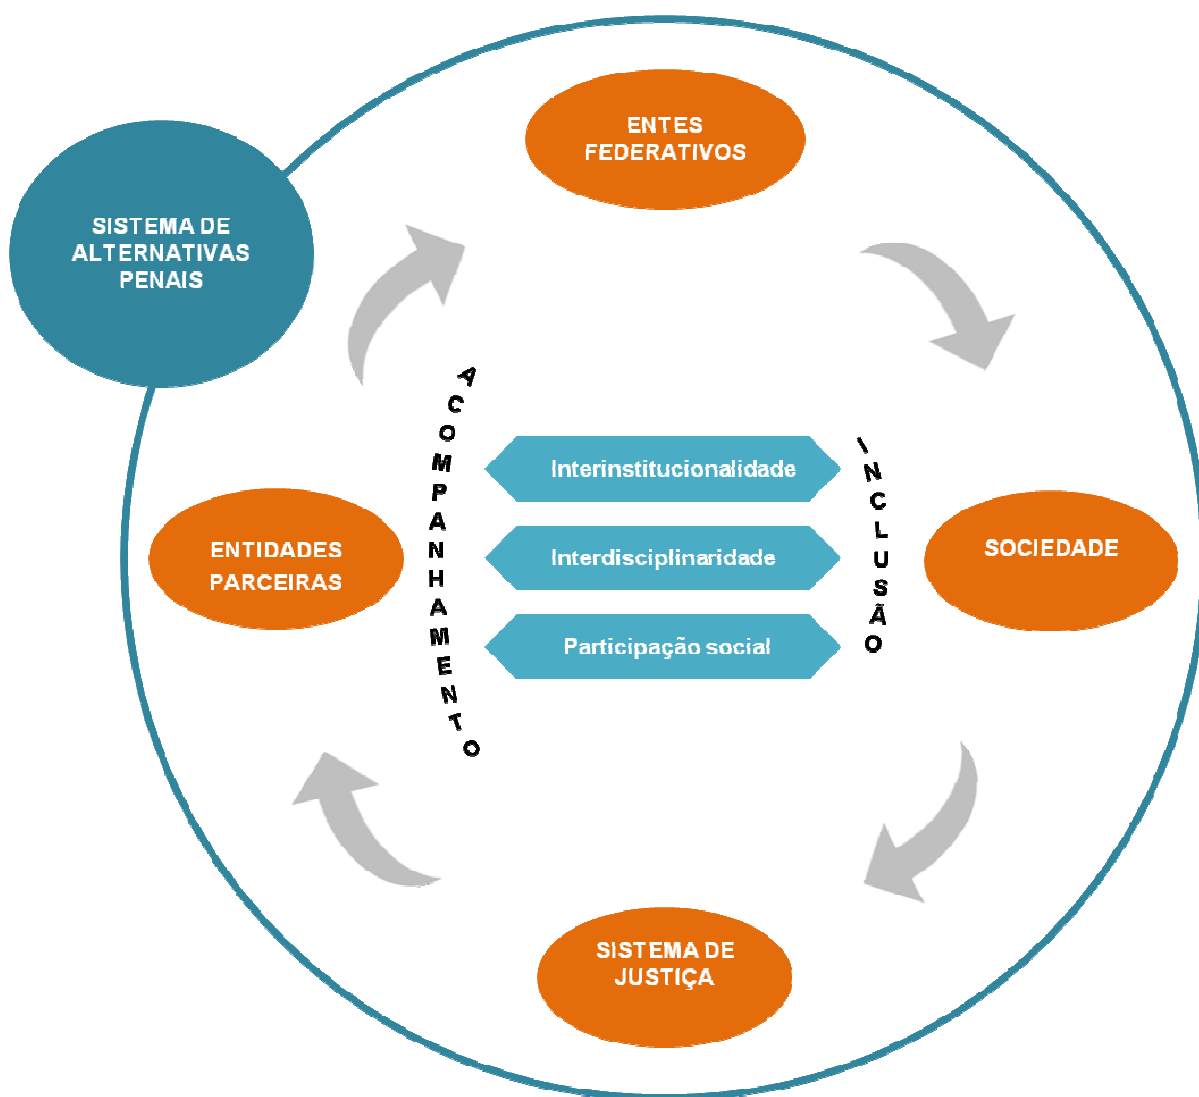 ENTES
FEDERATIVOS
SISTEMA DE
ALTERNATIVAS
PENAIS
ACOMPANHAMENTO
Interinstitucionalidade
Interdisciplinaridade
Participação social
INCLUSÃO
ENTIDADES
PARCEIRAS
SOCIEDADE
SISTEMA DE
JUSTIÇA